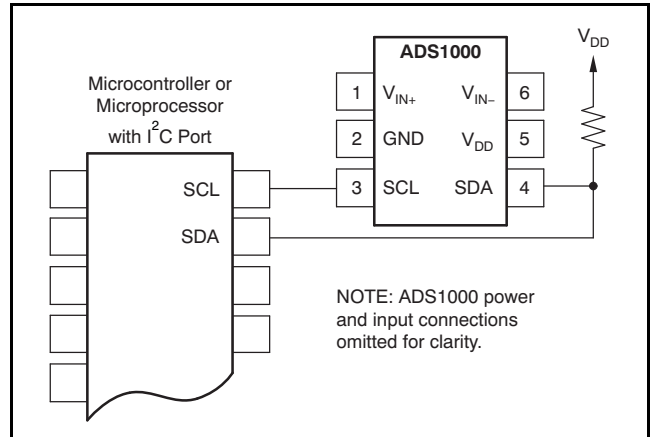 Microcontroller or
Microprocessor
with I²C Port
SCL
SDA
ADS1000
1 V_IN+ V_IN– 6
2 GND V_DD 5
3 SCL SDA 4
V_DD
NOTE: ADS1000 power
and input connections
omitted for clarity.